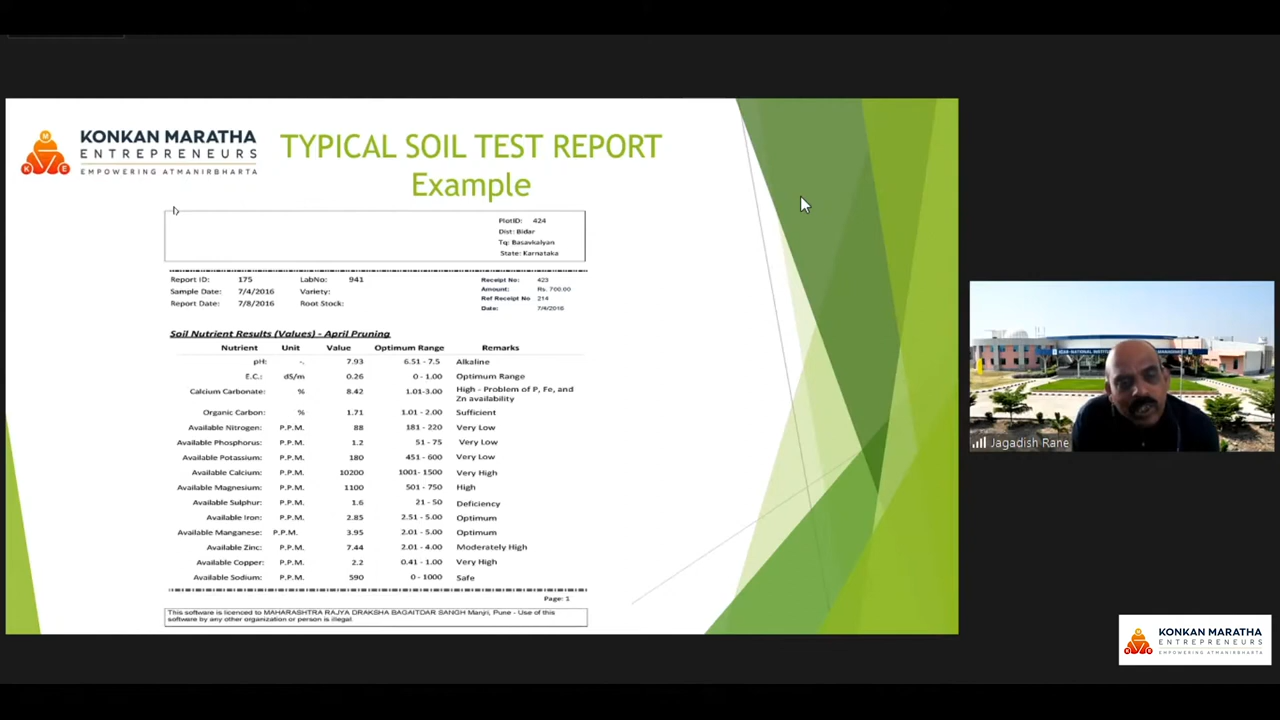 KONKAN MARATHA
ENTREPRENEURS
EMPOWERING ATMANIRBHARTA
M
K E
TYPICAL SOIL TEST REPORT
Example
PlotID: 424
Dist: Bidar
Tq: Basavkalyan
State: Karnataka
Report ID: 175 LabNo: 941
Sample Date: 7/4/2016 Variety:
Report Date: 7/8/2016 Root Stock:
Receipt No: 423
Amount: Rs. 700.00
Ref Receipt No 214
Date: 7/4/2016
Soil Nutrient Results (Values) - April Pruning
Nutrient Unit Value Optimum Range Remarks
pH: -. 7.93 6.51 - 7.5 Alkaline
E.C.: dS/m 0.26 0 - 1.00 Optimum Range
Calcium Carbonate: % 8.42 1.01-3.00 High - Problem of P, Fe, and
Zn availability
Organic Carbon: % 1.71 1.01 - 2.00 Sufficient
Available Nitrogen: P.P.M. 88 181 - 220 Very Low
Available Phosphorus: P.P.M. 1.2 51 - 75 Very Low
Available Potassium: P.P.M. 180 451 - 600 Very Low
Available Calcium: P.P.M. 10200 1001- 1500 Very High
Available Magnesium: P.P.M. 1100 501 - 750 High
Available Sulphur: P.P.M. 1.6 21 - 50 Deficiency
Available Iron: P.P.M. 2.85 2.51 - 5.00 Optimum
Available Manganese: P.P.M. 3.95 2.01 - 5.00 Optimum
Available Zinc: P.P.M. 7.44 2.01 - 4.00 Moderately High
Available Copper: P.P.M. 2.2 0.41 - 1.00 Very High
Available Sodium: P.P.M. 590 0 - 1000 Safe
Page: 1
This software is licenced to MAHARASHTRA RAJYA DRAKSHA BAGAITDAR SANGH Manjri, Pune - Use of this
software by any other organization or person is illegal.
NATIONAL
Jagadish Rane
KONKAN MARATHA
ENTREPRENEURS
EMPOWERING ATMANIRBHARTA